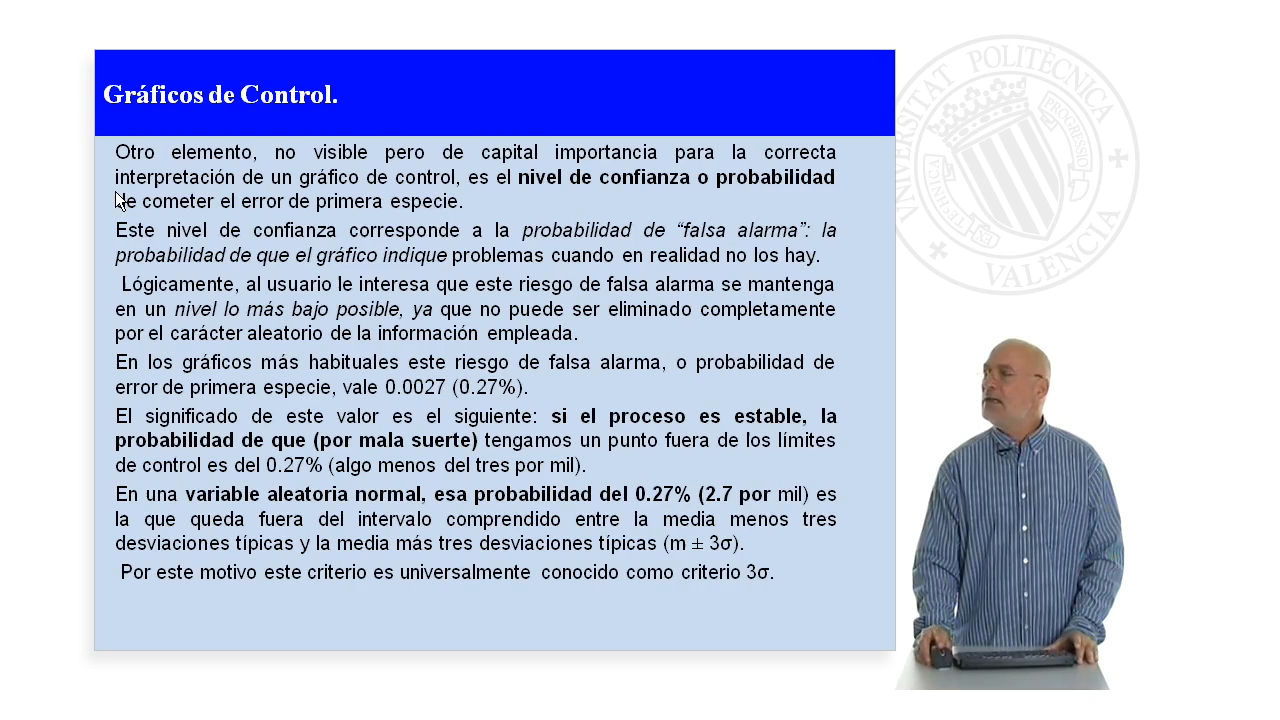 Gráficos de Control.
Otro elemento, no visible pero de capital importancia para la correcta
interpretación de un gráfico de control, es el nivel de confianza o probabilidad
de cometer el error de primera especie.
Este nivel de confianza corresponde a la probabilidad de “falsa alarma”: la
probabilidad de que el gráfico indique problemas cuando en realidad no los hay.
Lógicamente, al usuario le interesa que este riesgo de falsa alarma se mantenga
en un nivel lo más bajo posible, ya que no puede ser eliminado completamente
por el carácter aleatorio de la información empleada.
En los gráficos más habituales este riesgo de falsa alarma, o probabilidad de
error de primera especie, vale 0.0027 (0.27%).
El significado de este valor es el siguiente: si el proceso es estable, la
probabilidad de que (por mala suerte) tengamos un punto fuera de los límites
de control es del 0.27% (algo menos del tres por mil).
En una variable aleatoria normal, esa probabilidad del 0.27% (2.7 por mil) es
la que queda fuera del intervalo comprendido entre la media menos tres
desviaciones típicas y la media más tres desviaciones típicas (m ± 3σ).
Por este motivo este criterio es universalmente conocido como criterio 3σ.
UNIVERSITAT POLITÈCNICA
VALÈNCIA